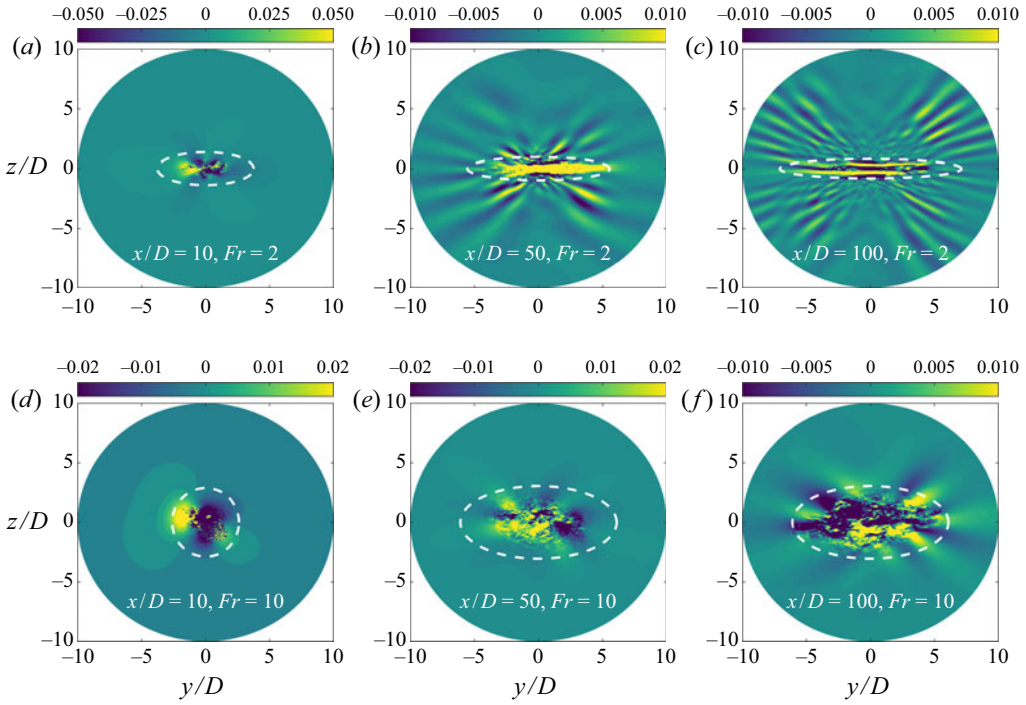 −0.050 −0.025 0 0.025 0.050
−0.010 −0.005 0 0.005 0.010
−0.010 −0.005 0 0.005 0.010
(a)
(b)
(c)
10
5
0
−5
−10
z/D
x/D = 10, Fr = 2
−10 −5 0 5 10
10
5
0
−5
−10
x/D = 50, Fr = 2
−10 −5 0 5 10
10
5
0
−5
−10
x/D = 100, Fr = 2
−10 −5 0 5 10
−0.02 −0.01 0 0.01 0.02
−0.02 −0.01 0 0.01 0.02
−0.010 −0.005 0 0.005 0.010
(d)
(e)
(f)
10
5
0
−5
−10
z/D
x/D = 10, Fr = 10
−10 −5 0 5 10
y/D
10
5
0
−5
−10
x/D = 50, Fr = 10
−10 −5 0 5 10
y/D
10
5
0
−5
−10
x/D = 100, Fr = 10
−10 −5 0 5 10
y/D